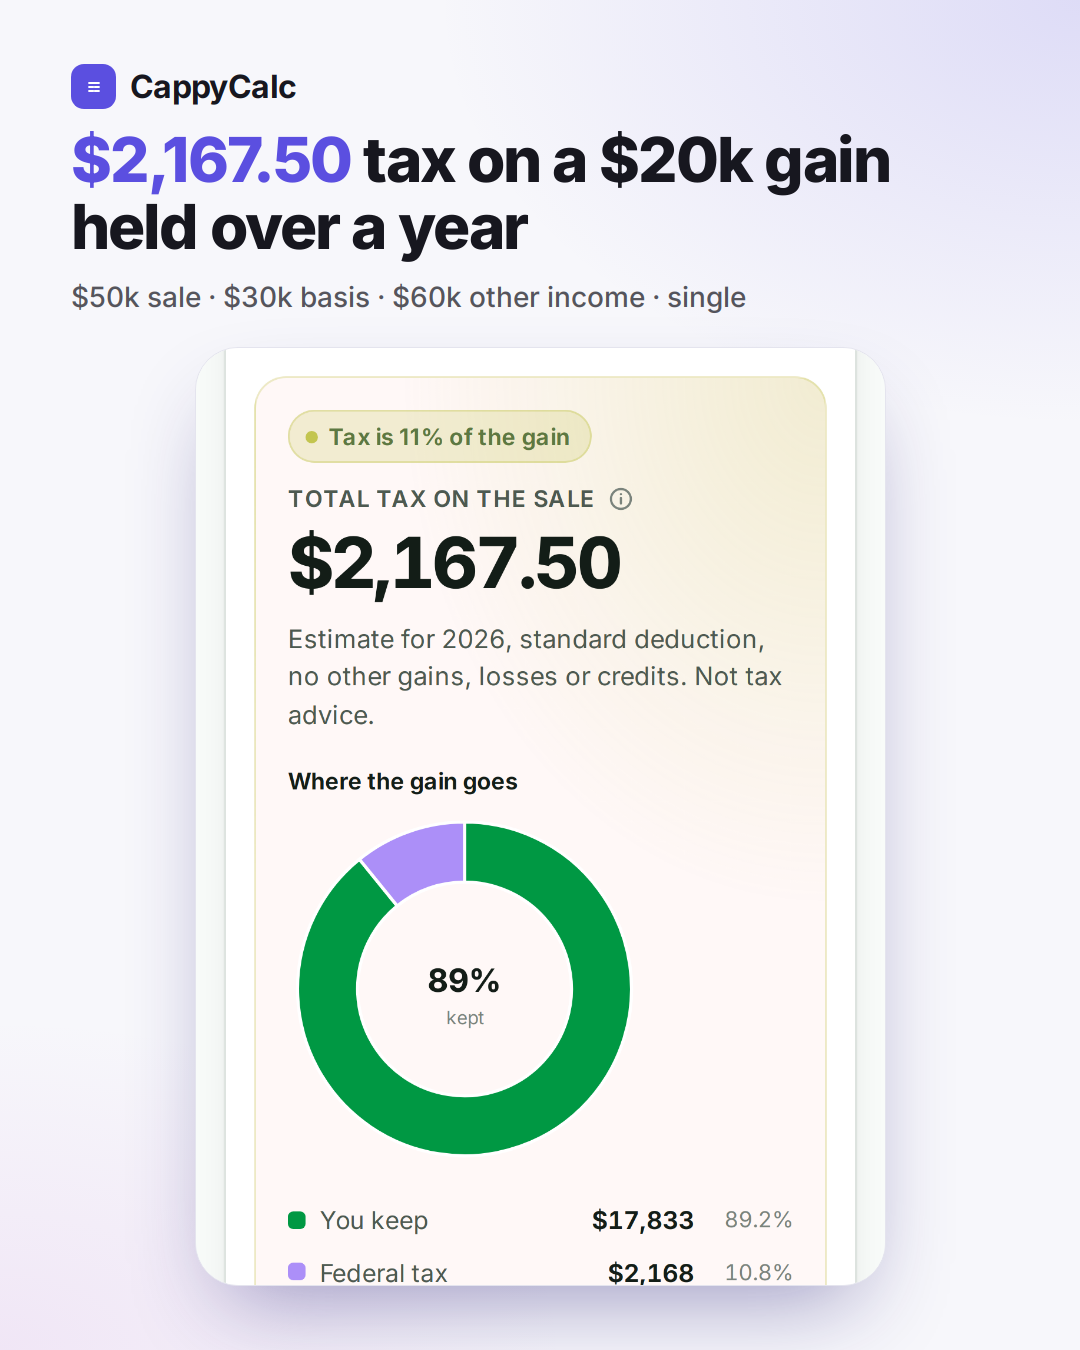 CappyCalc
$2,167.50 tax on a $20k gain
held over a year
$50k sale · $30k basis · $60k other income · single
Tax is 11% of the gain
TOTAL TAX ON THE SALE
$2,167.50
Estimate for 2026, standard deduction,
no other gains, losses or credits. Not tax
advice.
Where the gain goes
89%
kept
You keep $17,833 89.2%
Federal tax $2,168 10.8%